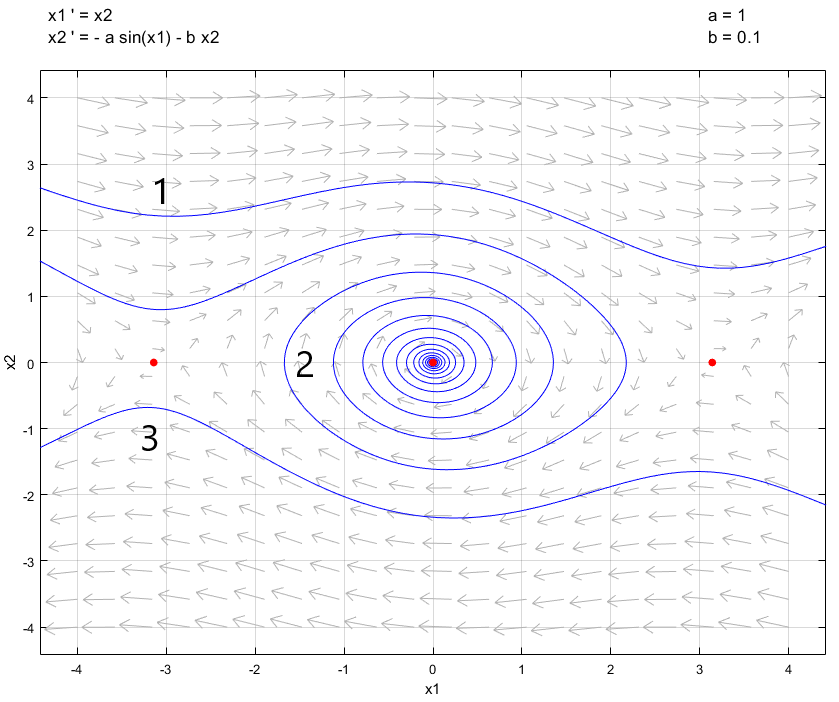 x1 ' = x2
a = 1
x2 ' = - a sin(x1) - b x2
b = 0.1
4
3
1
2
1
x2
0
2
-1
3
-2
-3
-4
-4 -3 -2 -1 0 1 2 3 4
x1